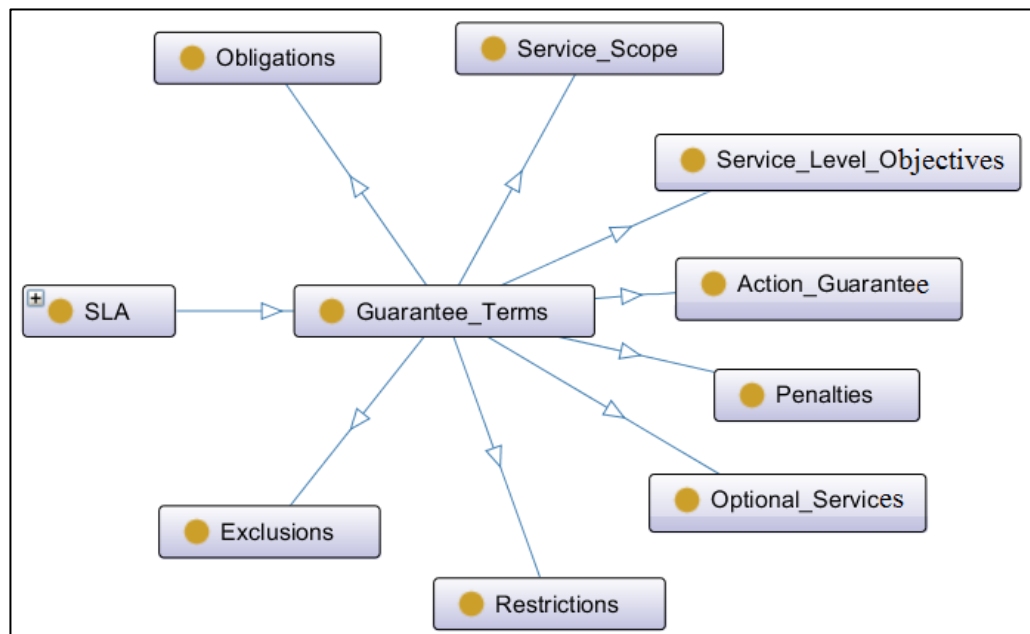 Service_Scope
Obligations
Service_Level_Objectives
Action_Guarantee
SLA
Guarantee_Terms
Penalties
Optional_Services
Exclusions
Restrictions